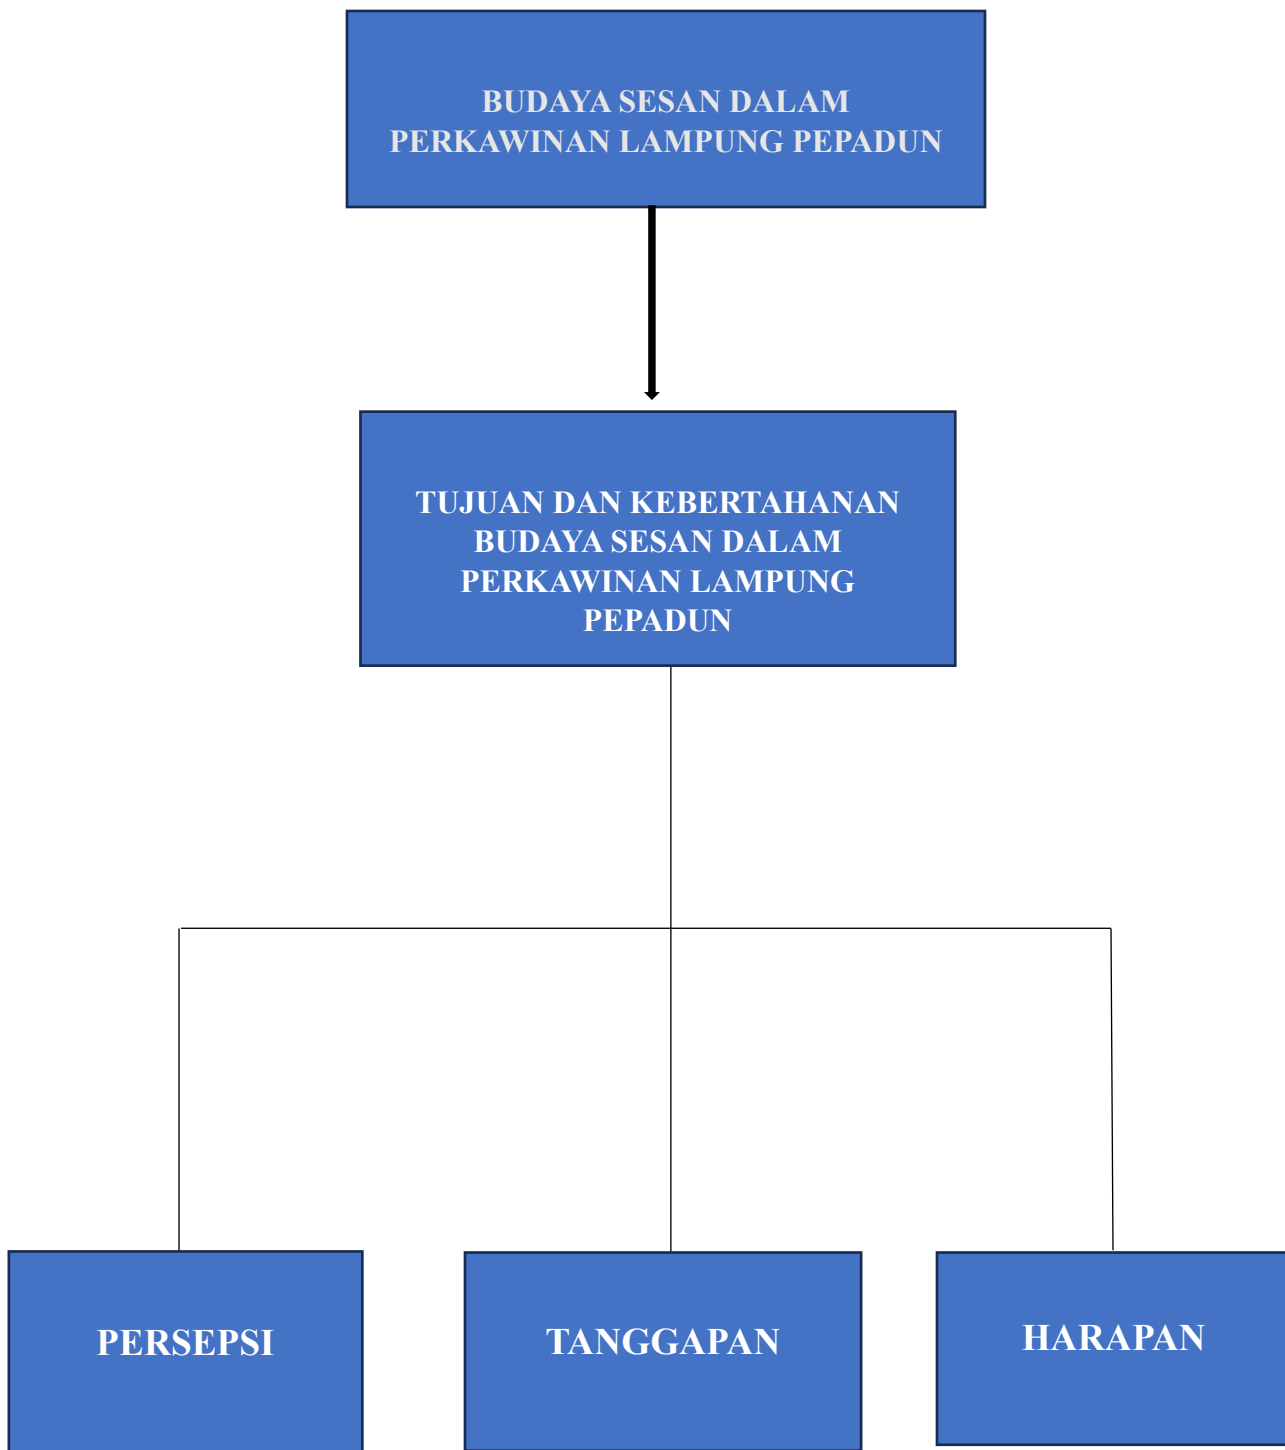 BUDAYA SESAN DALAM
PERKAWINAN LAMPUNG PEPADUN
TUJUAN DAN KEBERTAHANAN
BUDAYA SESAN DALAM
PERKAWINAN LAMPUNG
PEPADUN
PERSEPSI
TANGGAPAN
HARAPAN